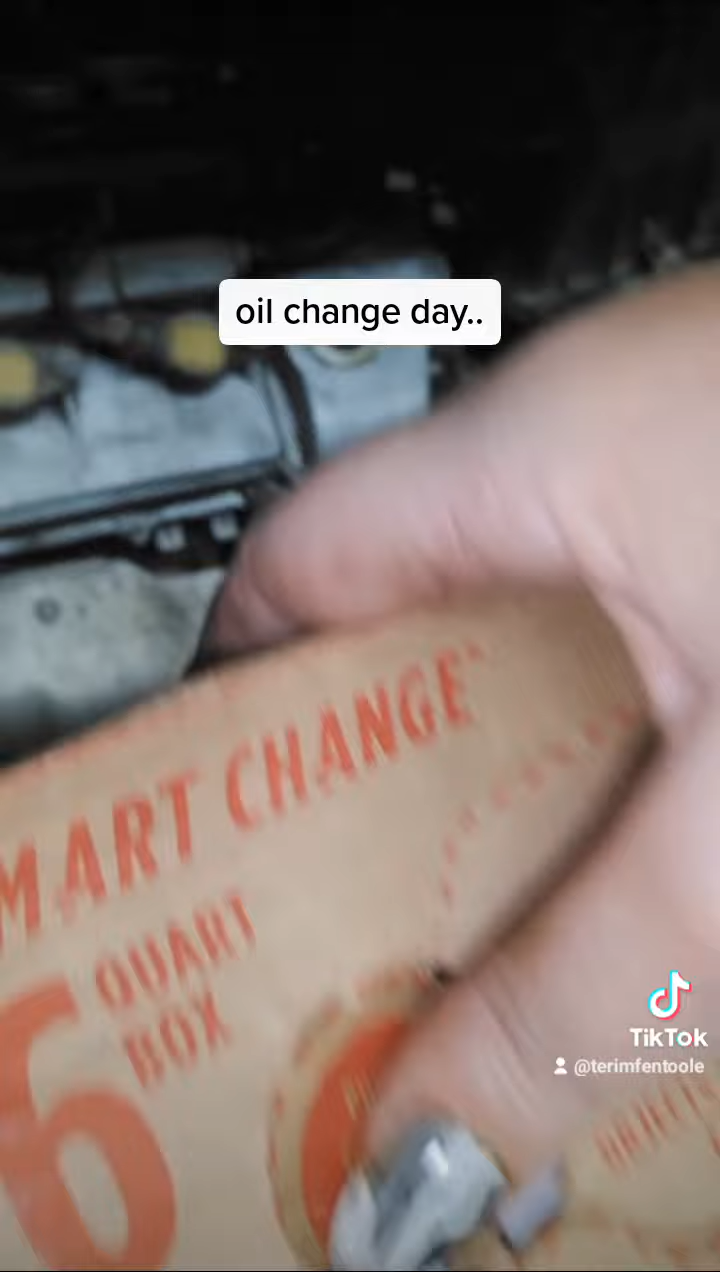 oil change day..
MART CHANGE
6 QUART
BOX
TikTok
@terimfentoole